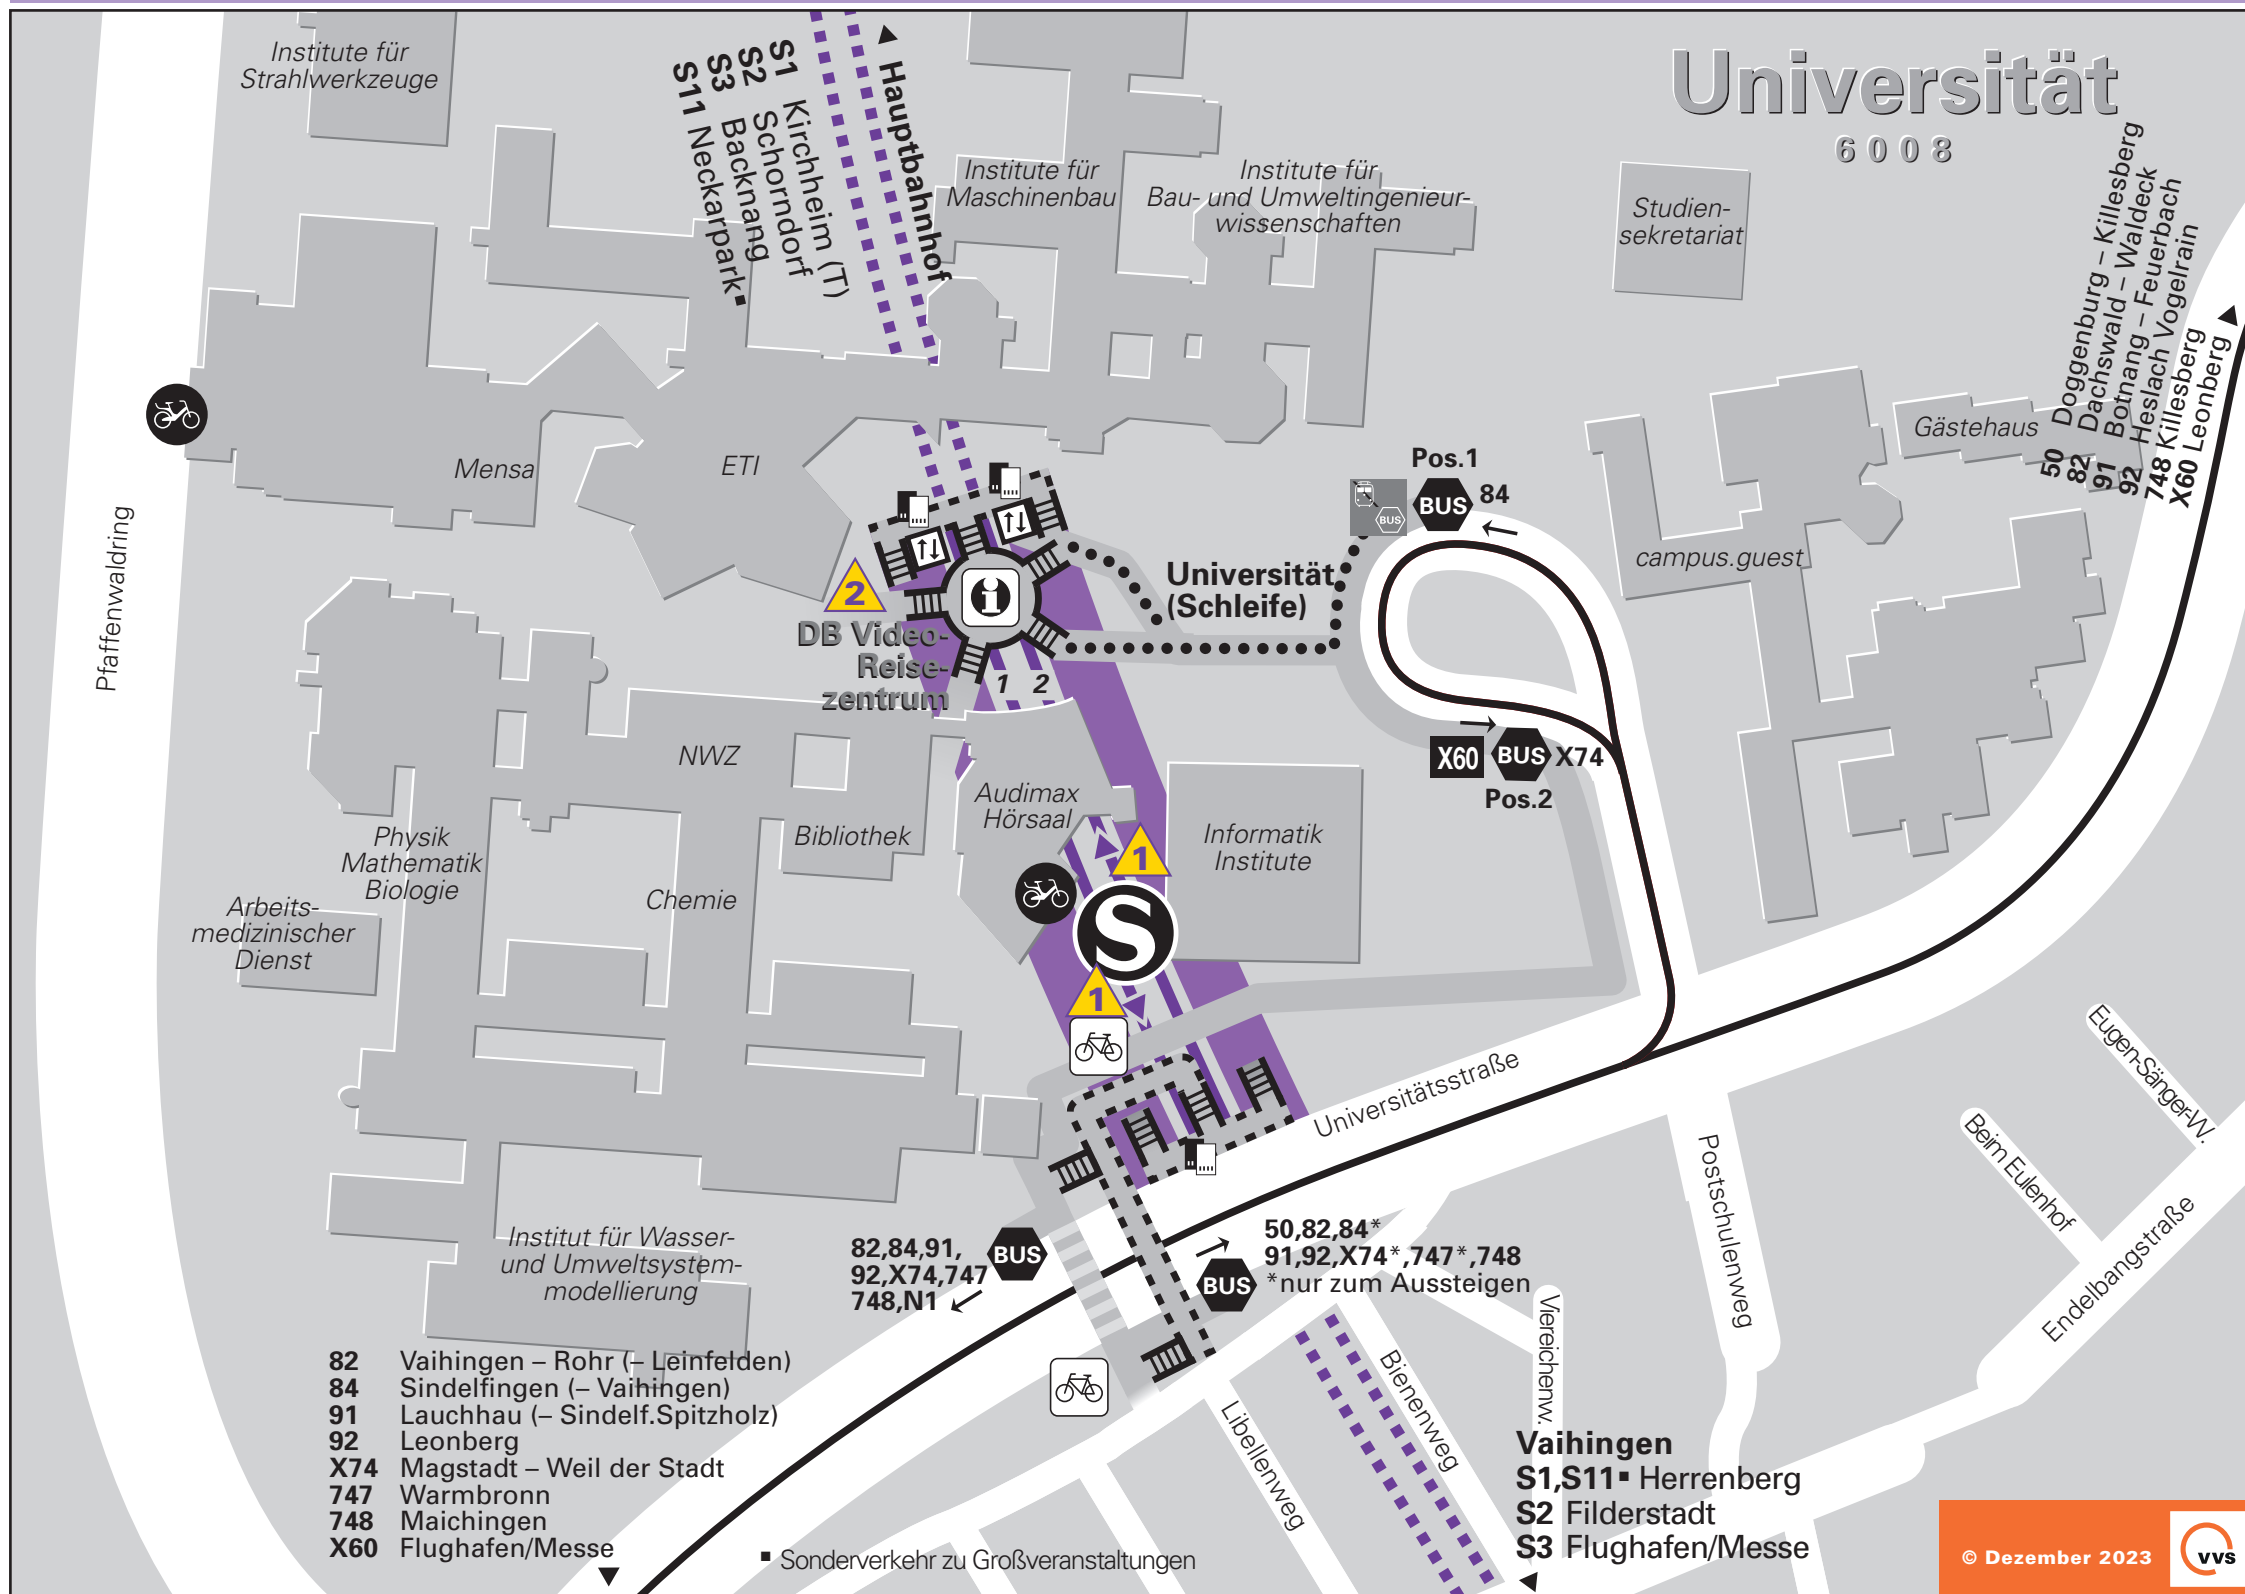 Universität
6008
Institute für
Strahlwerkzeuge
S1 Kirchheim (T)
S2 Schorndorf
S3 Backnang
S11 Neckarpark▪
▲ Hauptbahnhof
Institute für
Maschinenbau
Institute für
Bau- und Umweltingenieur-
wissenschaften
Studien-
sekretariat
50 Doggenburg – Killesberg
82 Dachswald – Waldeck
91 Botnang – Feuerbach
92 Heslach Vogelrain
748 Killesberg
X60 Leonberg ▲
Mensa
ETI
Pfaffenwaldring
Gästehaus
campus.guest
Pos.1
BUS
BUS 84
Universität
(Schleife)
2
i
DB Video-
Reise-
zentrum
1 2
X60 BUS X74
Pos.2
NWZ
Audimax
Hörsaal
Bibliothek
Informatik
Institute
Physik
Mathematik
Biologie
Chemie
Arbeits-
medizinischer
Dienst
1
S
1
Universitätsstraße
Eugen-Sänger-W.
Beim Eulenhof
Postschulenweg
Endelbangstraße
Institut für Wasser-
und Umweltsystem-
modellierung
82,84,91,
92,X74,747
748,N1
BUS
50,82,84*
91,92,X74*,747*,748
*nur zum Aussteigen
BUS
Viereichenw.
Bienenweg
Libellenweg
82 Vaihingen – Rohr (– Leinfelden)
84 Sindelfingen (– Vaihingen)
91 Lauchhau (– Sindelf.Spitzholz)
92 Leonberg
X74 Magstadt – Weil der Stadt
747 Warmbronn
748 Maichingen
X60 Flughafen/Messe
▪ Sonderverkehr zu Großveranstaltungen
Vaihingen
S1,S11▪ Herrenberg
S2 Filderstadt
S3 Flughafen/Messe
© Dezember 2023
vvs